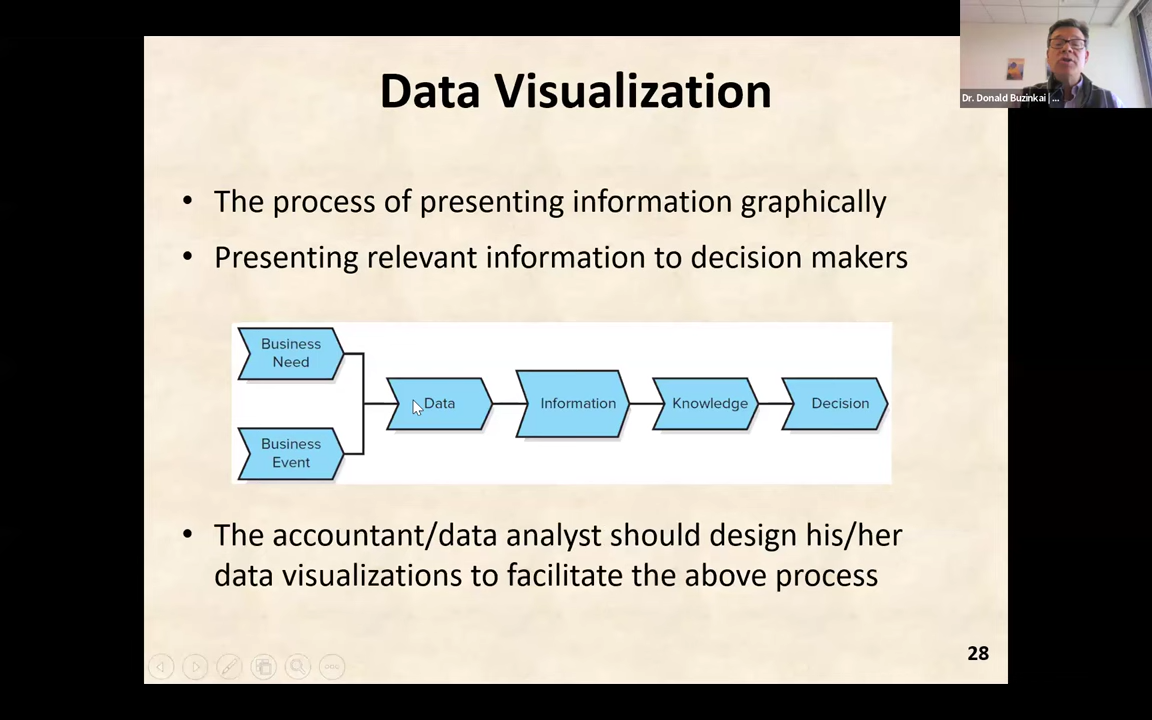 Data Visualization
Dr. Donald Buzinkai | ...
• The process of presenting information graphically
• Presenting relevant information to decision makers
Business
Need
Data
Information
Knowledge
Decision
Business
Event
• The accountant/data analyst should design his/her
data visualizations to facilitate the above process
28